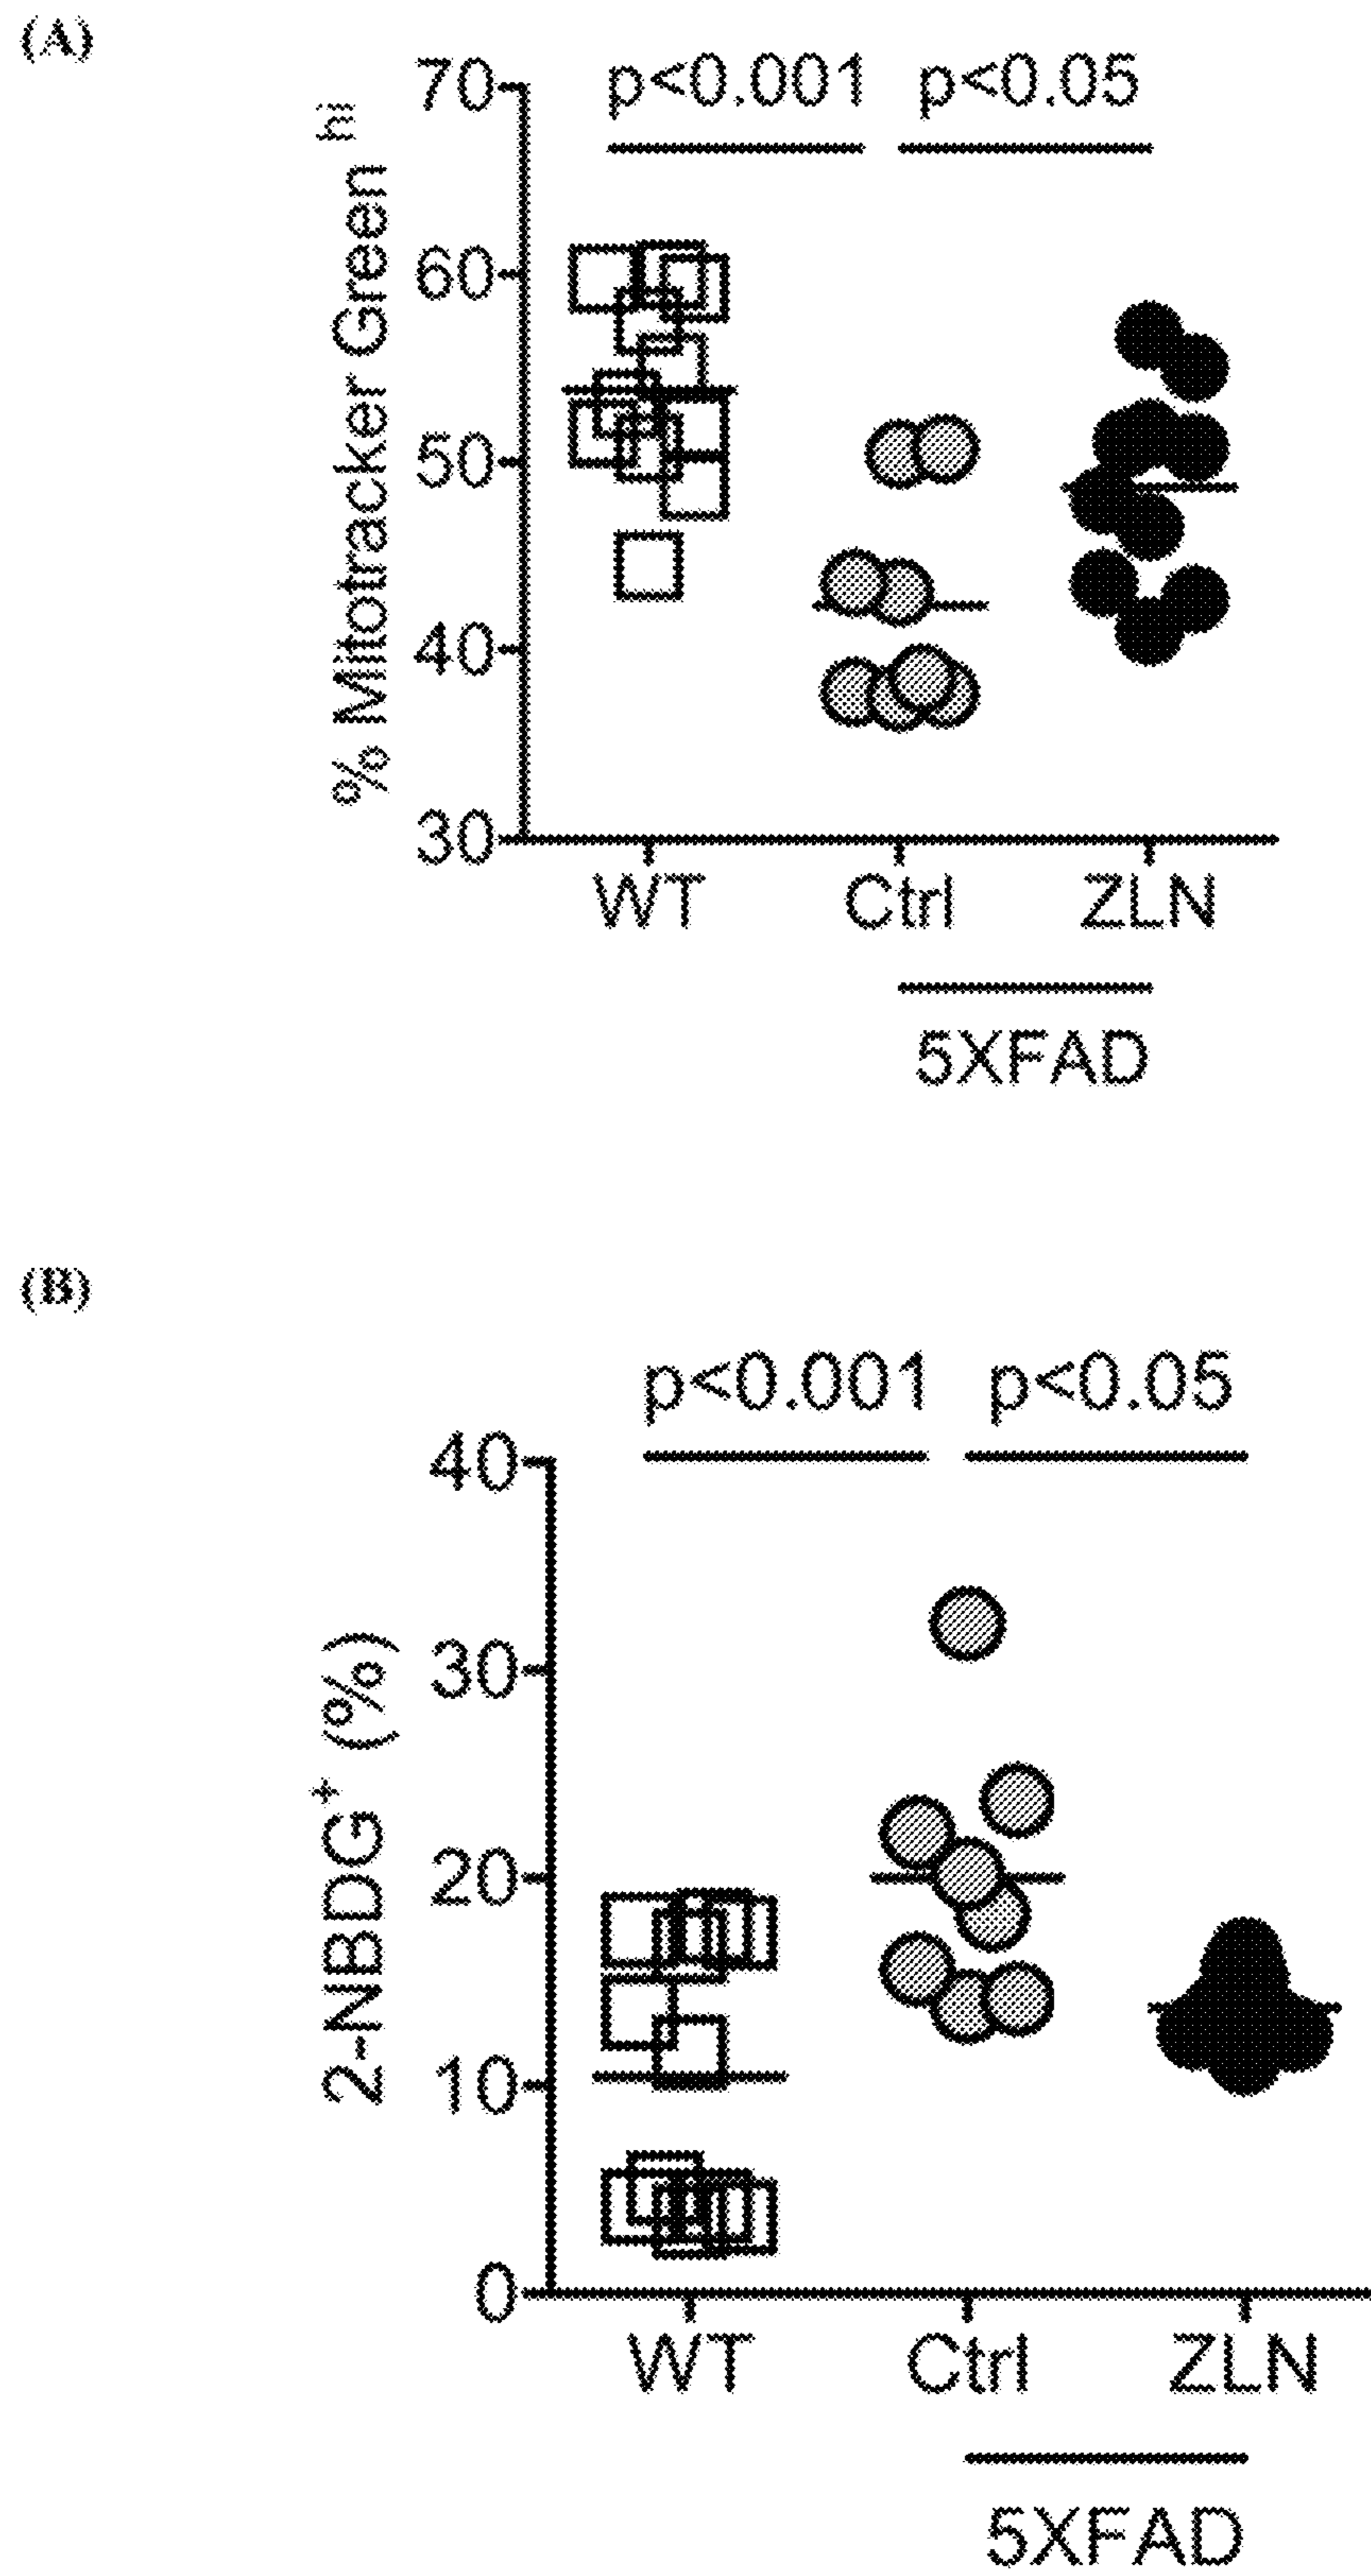 (A)
p<0.001 p<0.05
% Mitotracker Green hi
70
60
50
40
30
WT Ctrl ZLN
5XFAD
(B)
p<0.001 p<0.05
2-NBDG+ (%)
40
30
20
10
0
WT Ctrl ZLN
5XFAD